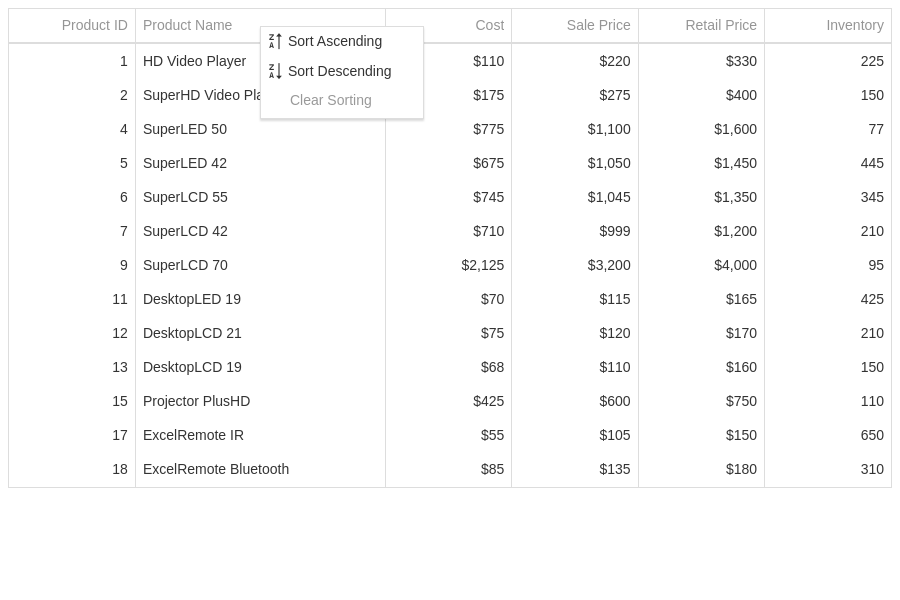 Product ID Product Name Cost Sale Price Retail Price Inventory
Sort Ascending
Sort Descending
Clear Sorting
1 HD Video Player $110 $220 $330 225
2 SuperHD Video $175 $275 $400 150
4 SuperLED 50 $775 $1,100 $1,600 77
5 SuperLED 42 $675 $1,050 $1,450 445
6 SuperLCD 55 $745 $1,045 $1,350 345
7 SuperLCD 42 $710 $999 $1,200 210
9 SuperLCD 70 $2,125 $3,200 $4,000 95
11 DesktopLED 19 $70 $115 $165 425
12 DesktopLCD 21 $75 $120 $170 210
13 DesktopLCD 19 $68 $110 $160 150
15 Projector PlusHD $425 $600 $750 110
17 ExcelRemote IR $55 $105 $150 650
18 ExcelRemote Bluetooth $85 $135 $180 310